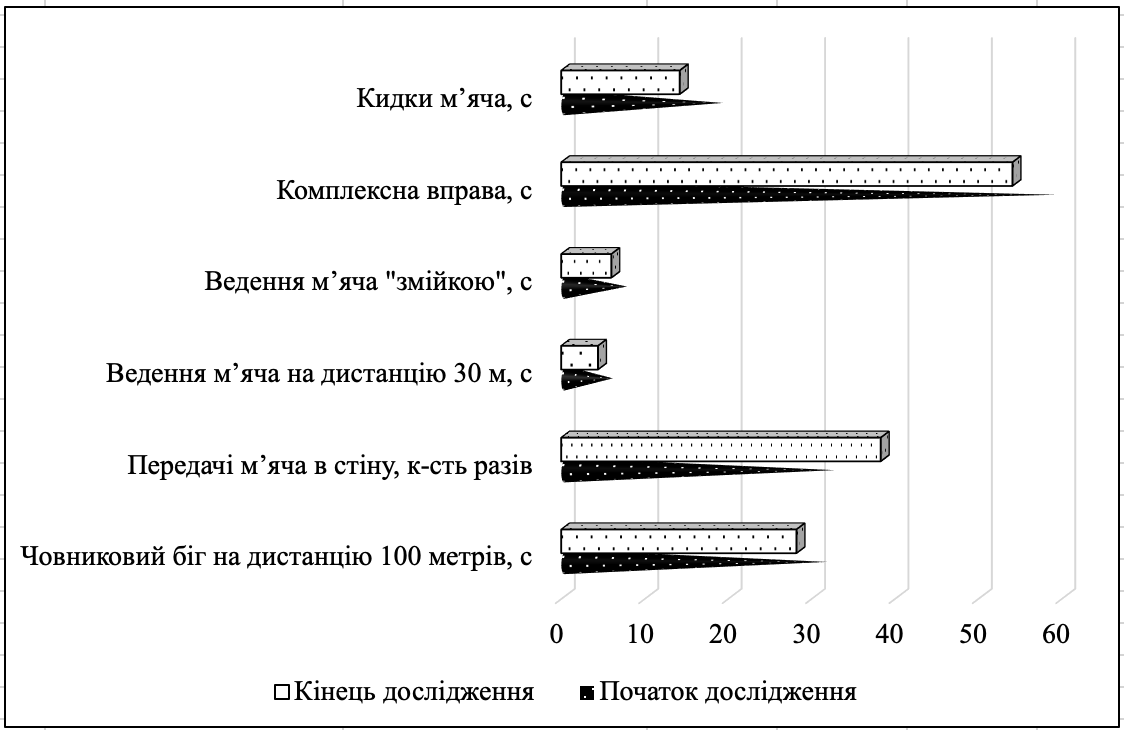 Кидки м’яча, с
Комплексна вправа, с
Ведення м’яча "змійкою", с
Ведення м’яча на дистанцію 30 м, с
Передачі м’яча в стіну, к-сть разів
Човниковий біг на дистанцію 100 метрів, с
0 10 20 30 40 50 60
Кінець дослідження Початок дослідження